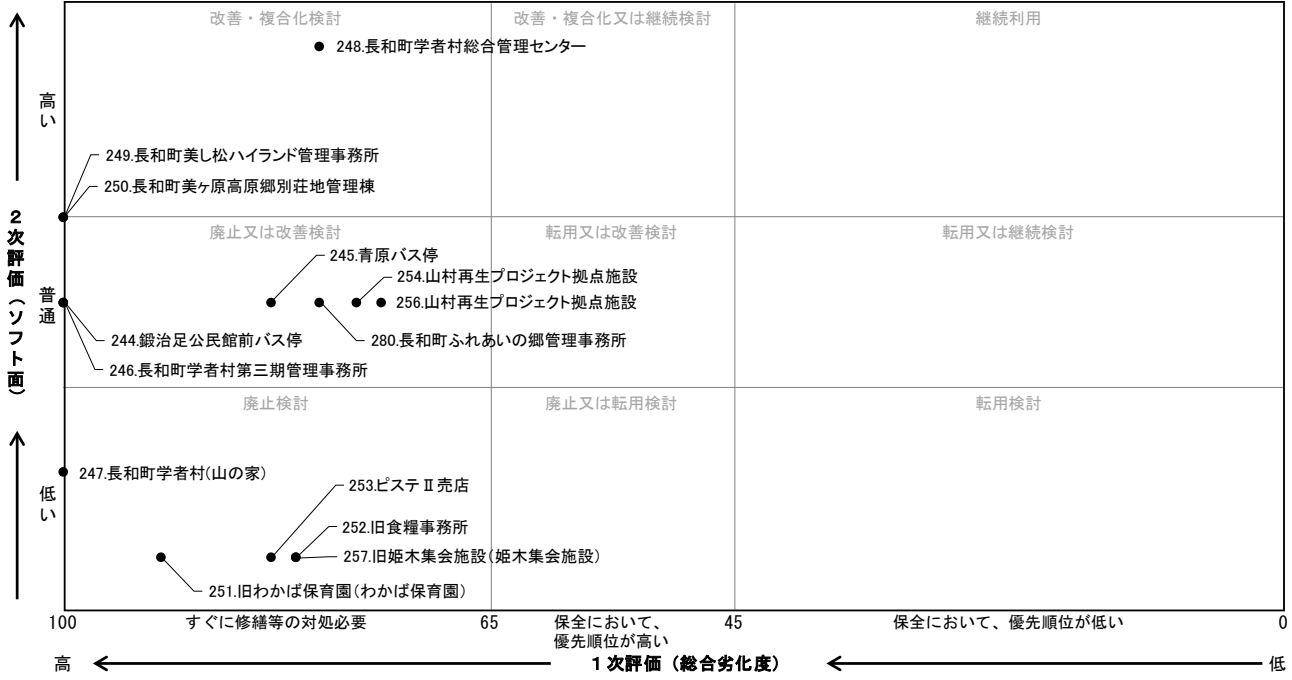 改善・複合化検討
改善・複合化又は継続検討
継続利用
248.長和町学者村総合管理センター
高い
249.長和町美し松ハイランド管理事務所
250.長和町美ヶ原高原郷別荘地管理棟
2次評価（ソフト面）
廃止又は改善検討
転用又は改善検討
転用又は継続検討
245.青原バス停
254.山村再生プロジェクト拠点施設
普通
256.山村再生プロジェクト拠点施設
244.鍛治足公民館前バス停
280.長和町ふれあいの郷管理事務所
246.長和町学者村第三期管理事務所
廃止検討
廃止又は転用検討
転用検討
247.長和町学者村(山の家)
253.ピステⅡ売店
低い
252.旧食糧事務所
257.旧姫木集会施設(姫木集会施設)
251.旧わかば保育園(わかば保育園)
100
すぐに修繕等の対処必要
65
保全において、
優先順位が高い
45
保全において、優先順位が低い
0
高
1次評価（総合劣化度）
低